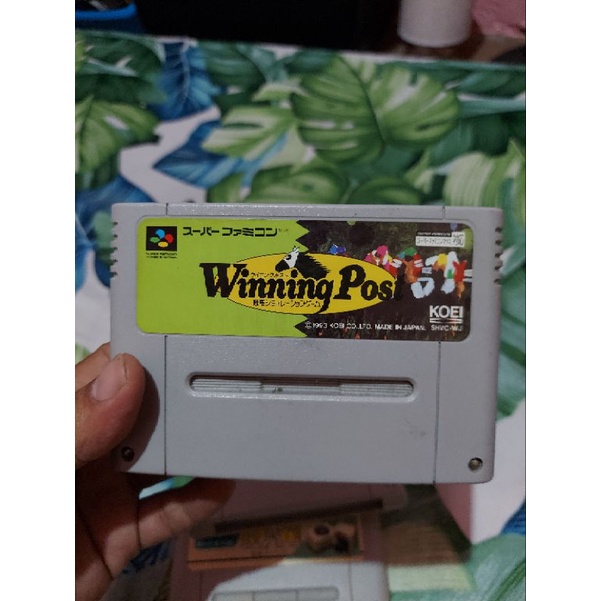 スーパーファミコン
Winning Post
競馬シミュレーションゲーム
© 1993 KOEI CO.,LTD. MADE IN JAPAN.
KOEI